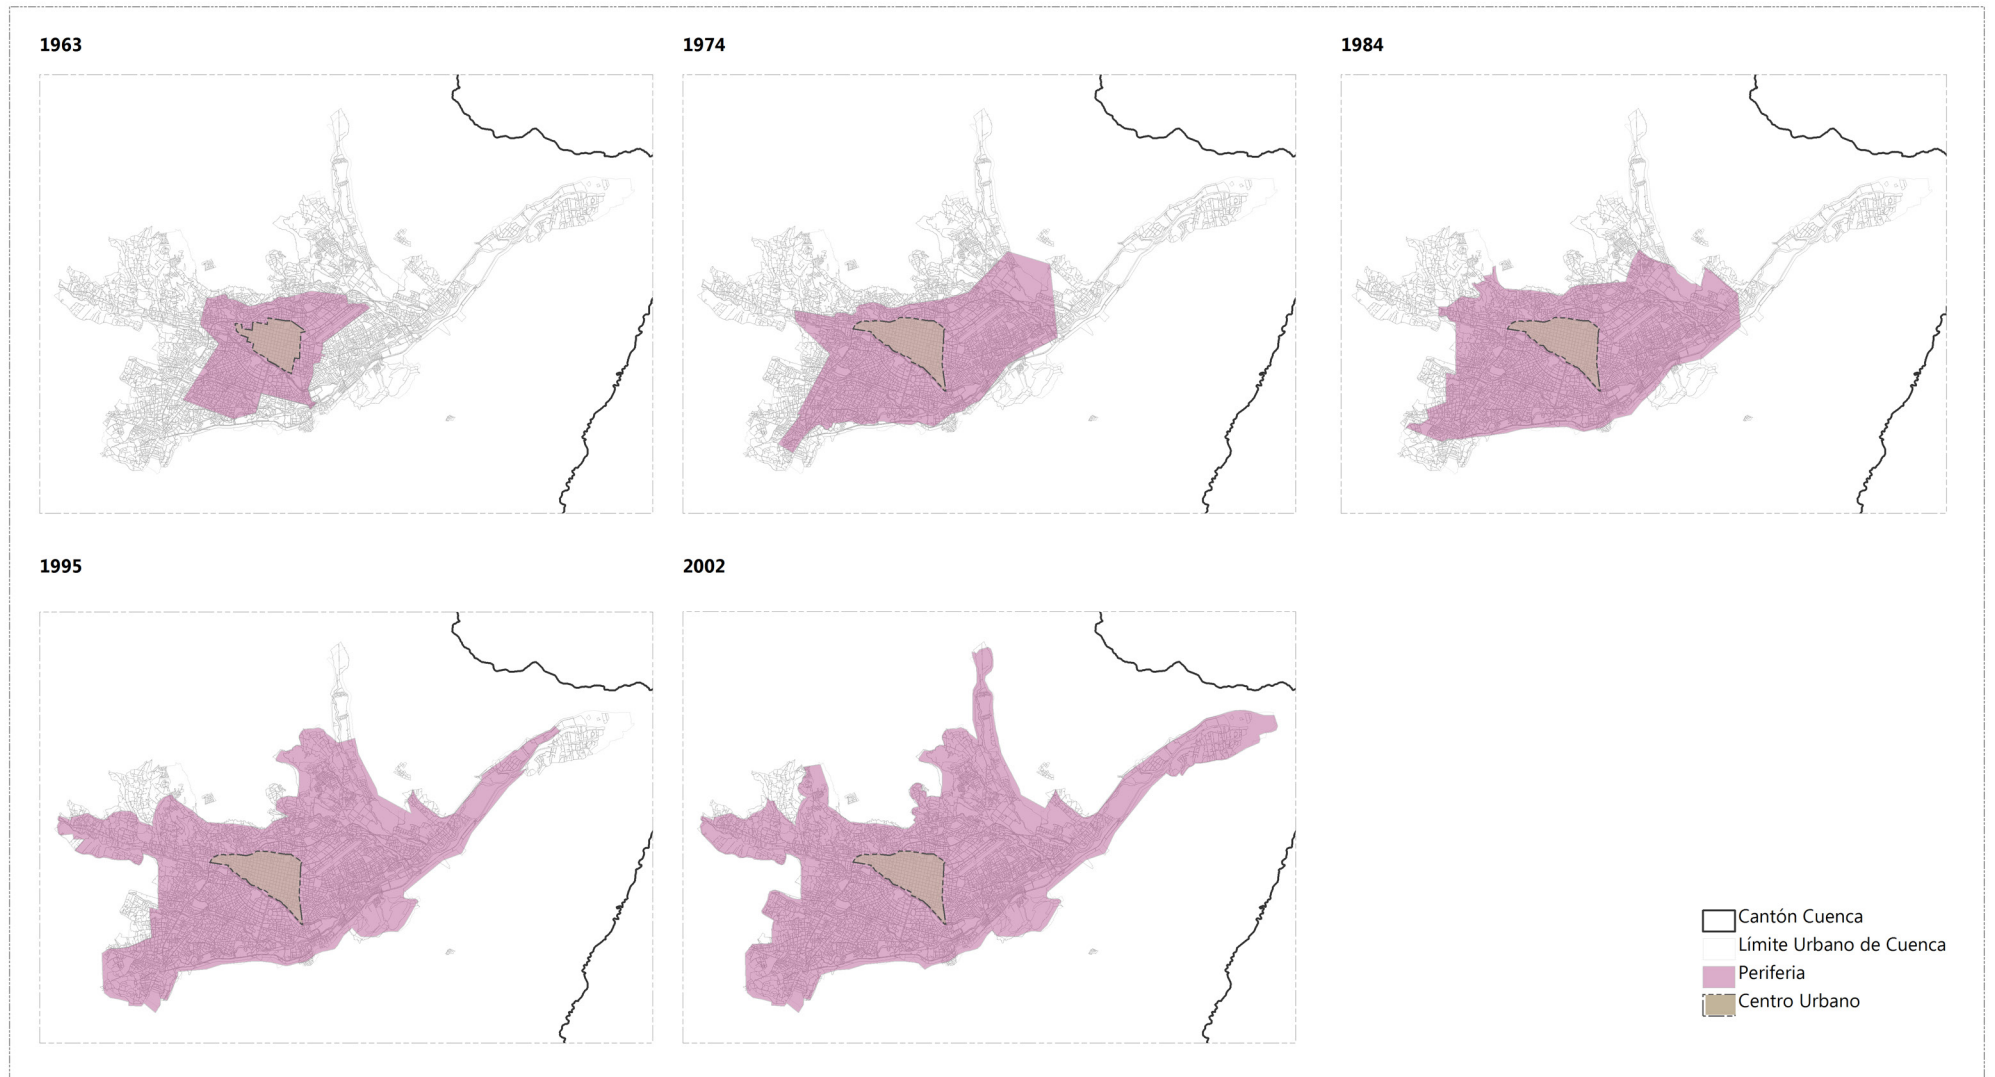 1963
1974
1984
1995
2002
Cantón Cuenca
Límite Urbano de Cuenca
Periferia
Centro Urbano